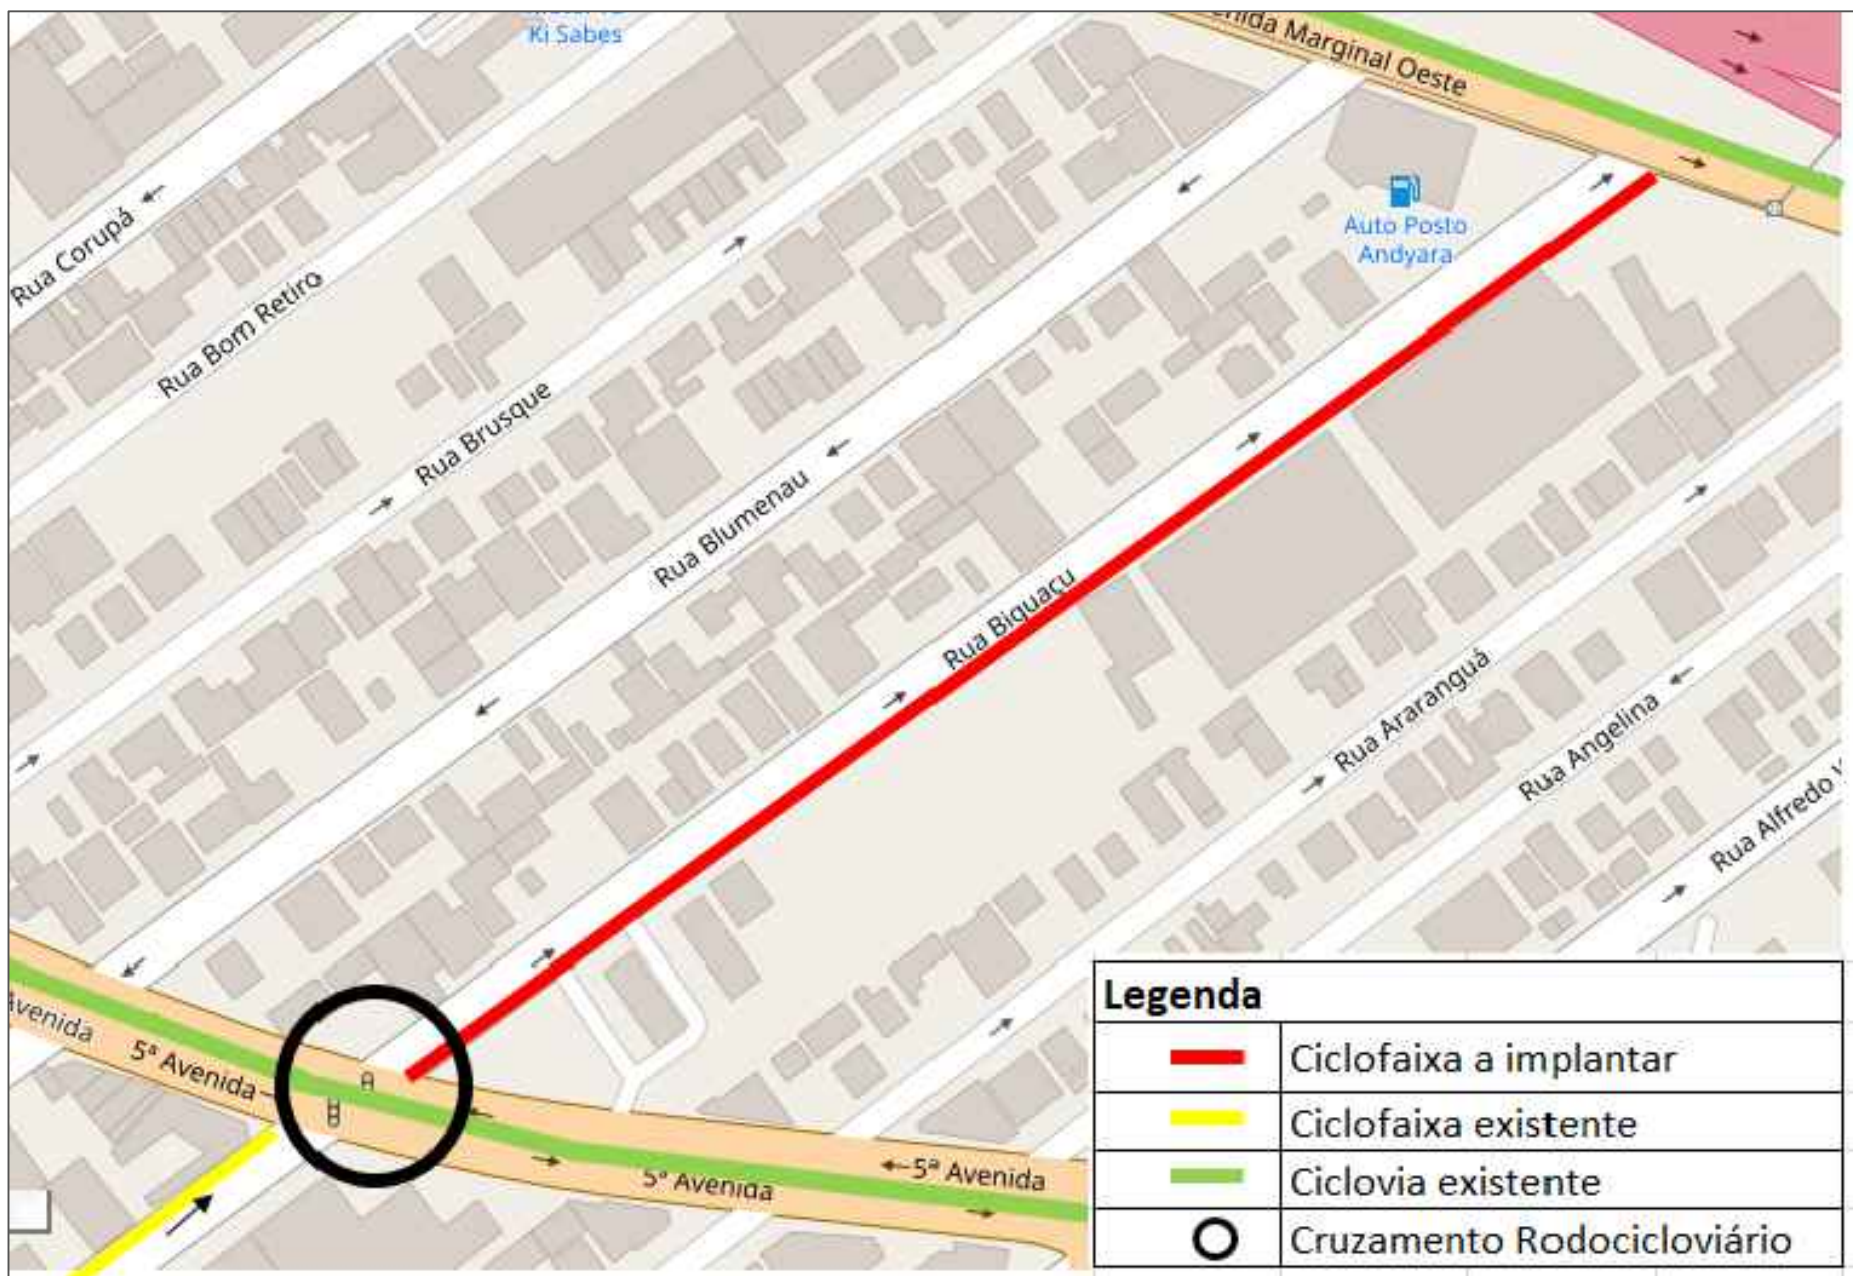 Ki Sabes
Avenida Marginal Oeste
Rua Corupá
Auto Posto
Andyara
Rua Bom Retiro
Rua Brusque
Rua Blumenau
Rua Biguaçu
Rua Araranguá
Rua Angelina
Rua Alfredo
Avenida
5ª Avenida
5ª Avenida
5ª Avenida
Legenda
Ciclofaixa a implantar
Ciclofaixa existente
Ciclovia existente
Cruzamento Rodocicloviário